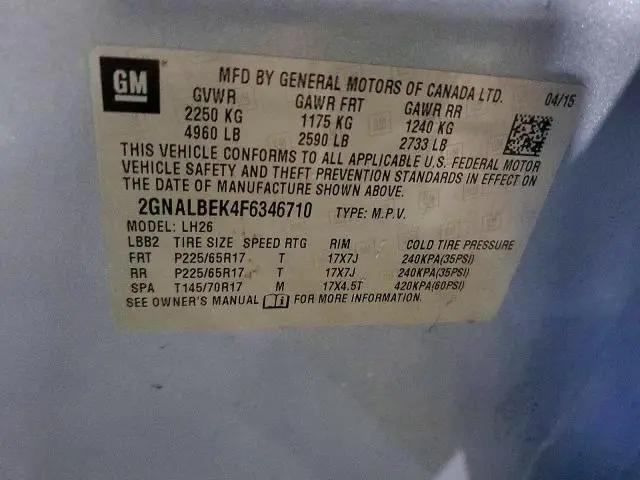 GM
MFD BY GENERAL MOTORS OF CANADA LTD.
04/15
GVWR GAWR FRT GAWR RR
2250 KG 1175 KG 1240 KG
4960 LB 2590 LB 2733 LB
THIS VEHICLE CONFORMS TO ALL APPLICABLE U.S. FEDERAL MOTOR
VEHICLE SAFETY AND THEFT PREVENTION STANDARDS IN EFFECT ON
THE DATE OF MANUFACTURE SHOWN ABOVE.
2GNALBEK4F6346710 TYPE: M.P.V.
MODEL: LH26
LBB2 TIRE SIZE SPEED RTG RIM COLD TIRE PRESSURE
FRT P225/65R17 T 17X7J 240KPA(35PSI)
RR P225/65R17 T 17X7J 240KPA(35PSI)
SPA T145/70R17 M 17X4.5T 420KPA(60PSI)
SEE OWNER'S MANUAL FOR MORE INFORMATION.